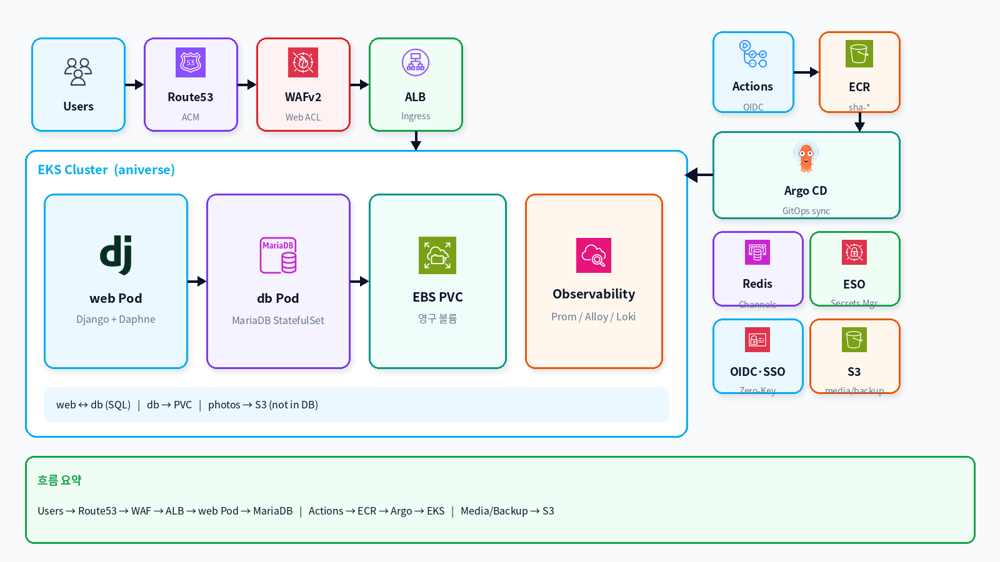 Users
53
Route53
ACM
WAFv2
Web ACL
ALB
Ingress
Actions
OIDC
ECR
sha-*
Argo CD
GitOps sync
EKS Cluster (aniverse)
dj
web Pod
Django + Daphne
MariaDB
db Pod
MariaDB StatefulSet
EBS PVC
영구 볼륨
Observability
Prom / Alloy / Loki
Redis
Channels
ESO
Secrets Mgr
OIDC·SSO
Zero-Key
S3
media/backup
web ↔ db (SQL) | db → PVC | photos → S3 (not in DB)
흐름 요약
Users → Route53 → WAF → ALB → web Pod → MariaDB | Actions → ECR → Argo → EKS | Media/Backup → S3